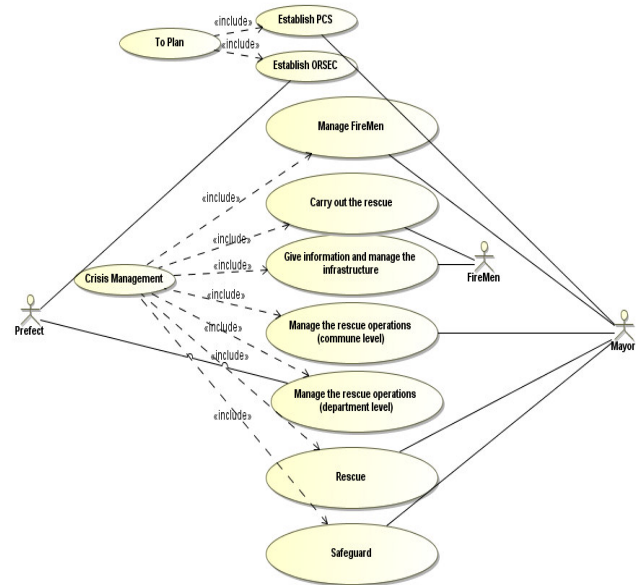 «include»
Establish PCS
To Plan
«include»
Establish ORSEC
Manage FireMen
«include»
Carry out the rescue
«include»
Give information and manage the
infrastructure
«include»
FireMen
Crisis Management
«include»
Prefect
Manage the rescue operations
(commune level)
Mayor
«include»
«include»
Manage the rescue operations
(department level)
«include»
Rescue
Safeguard